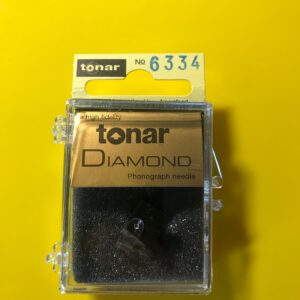 tonar No 6334
high fidelity
tonar
DIAMOND
Phonograph needle